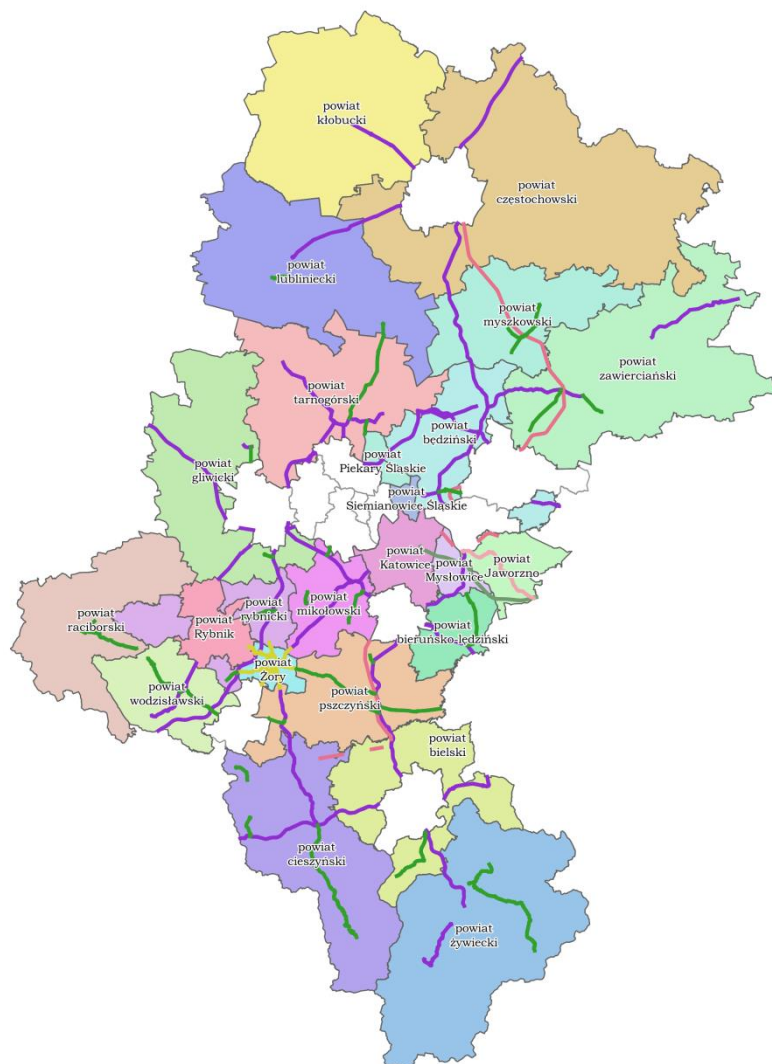 powiat
kłobucki
powiat
częstochowski
powiat
lubliniecki
powiat
myszkowski
powiat
zawierciański
powiat
tarnogórski
powiat
będziński
powiat
Piekary Śląskie
powiat
gliwicki
powiat
Siemianowice Śląskie
powiat
Katowice
powiat
Mysłowice
powiat
Jaworzno
powiat
raciborski
powiat
Rybnik
powiat
rybnicki
powiat
mikołowski
powiat
bieruńsko-lędziński
powiat
Żory
powiat
wodzisławski
powiat
pszczyński
powiat
bielski
powiat
cieszyński
powiat
żywiecki